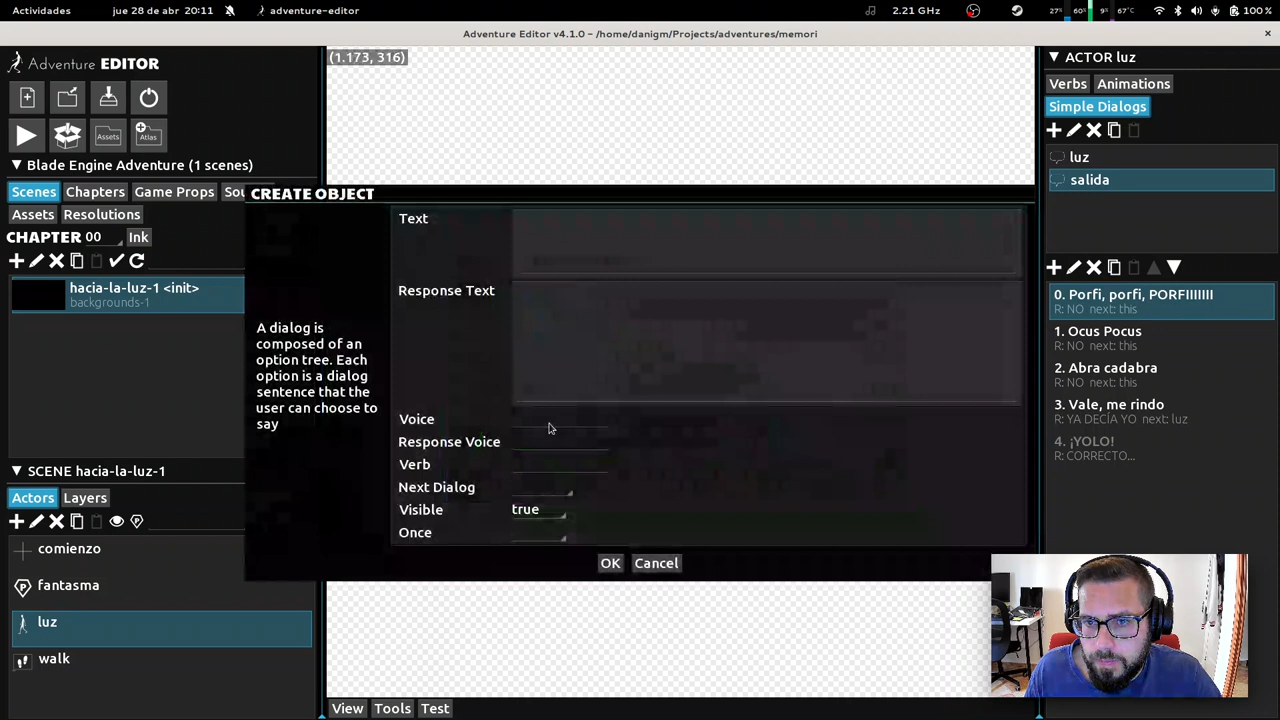 Actividades
jue 28 de abr 20:11
adventure-editor
2.21 GHz
27%
60%
9%
67°C
100 %
Adventure Editor v4.1.0 - /home/danigm/Projects/adventures/memori
×
Adventure EDITOR
Assets
Atlas
▼ Blade Engine Adventure (1 scenes)
Scenes
Chapters
Game Props
Sou
Assets
Resolutions
CHAPTER 00
Ink
hacia-la-luz-1 <init>
backgrounds-1
▼ SCENE hacia-la-luz-1
Actors
Layers
comienzo
fantasma
luz
walk
(1.173, 316)
CREATE OBJECT
A dialog is
composed of an
option tree. Each
option is a dialog
sentence that the
user can choose to
say
Text
Response Text
Voice
Response Voice
Verb
Next Dialog
Visible
true
Once
OK
Cancel
View
Tools
Test
▼ ACTOR luz
Verbs
Animations
Simple Dialogs
luz
salida
0. Porfi, porfi, PORFIIIIIII
R: NO next: this
1. Ocus Pocus
R: NO next: this
2. Abra cadabra
R: NO next: this
3. Vale, me rindo
R: YA DECÍA YO next: luz
4. ¡YOLO!
R: CORRECTO...